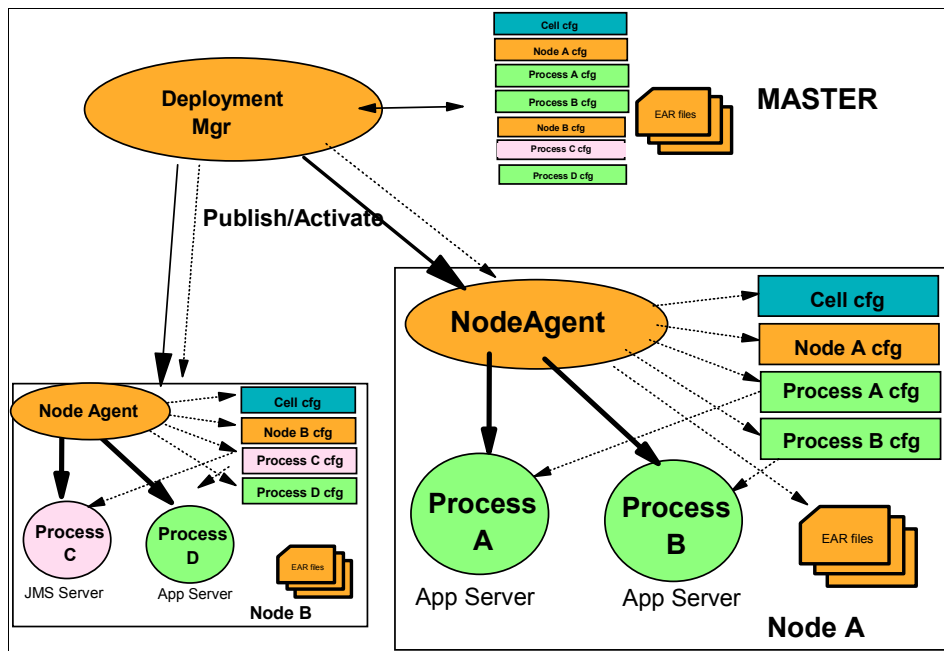 Cell cfg
Node A cfg
Process A cfg
Process B cfg
Node B cfg
Process C cfg
Process D cfg
EAR files
MASTER
Deployment
Mgr
Publish/Activate
NodeAgent
Cell cfg
Node A cfg
Process A cfg
Process B cfg
Process
A
App Server
Process
B
App Server
EAR files
Node A
Node Agent
Cell cfg
Node B cfg
Process C cfg
Process D cfg
Process
C
JMS Server
Process
D
App Server
EAR files
Node B